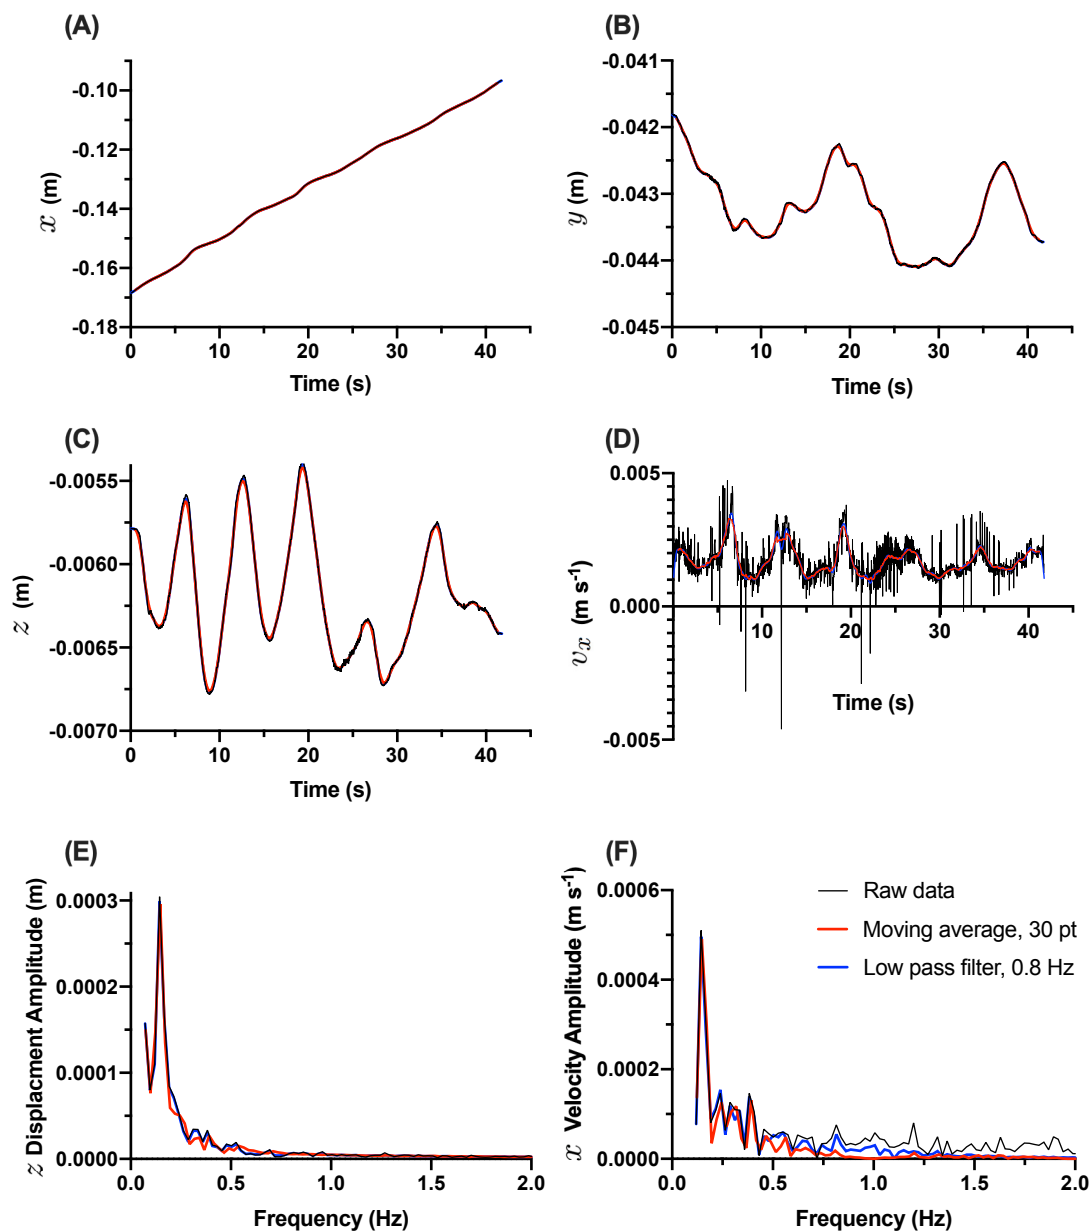 (A)
-0.10
-0.12
-0.14
-0.16
-0.18
x (m)
0 10 20 30 40
Time (s)
(B)
-0.041
-0.042
-0.043
-0.044
-0.045
y (m)
0 10 20 30 40
Time (s)
(C)
-0.0055
-0.0060
-0.0065
-0.0070
z (m)
0 10 20 30 40
Time (s)
(D)
0.005
0.000
-0.005
vx (m s-1)
10 20 30 40
Time (s)
(E)
0.0003
0.0002
0.0001
0.0000
z Displacment Amplitude (m)
0.0 0.5 1.0 1.5 2.0
Frequency (Hz)
(F)
0.0006
0.0004
0.0002
0.0000
x Velocity Amplitude (m s-1)
Raw data
Moving average, 30 pt
Low pass filter, 0.8 Hz
0.0 0.5 1.0 1.5 2.0
Frequency (Hz)